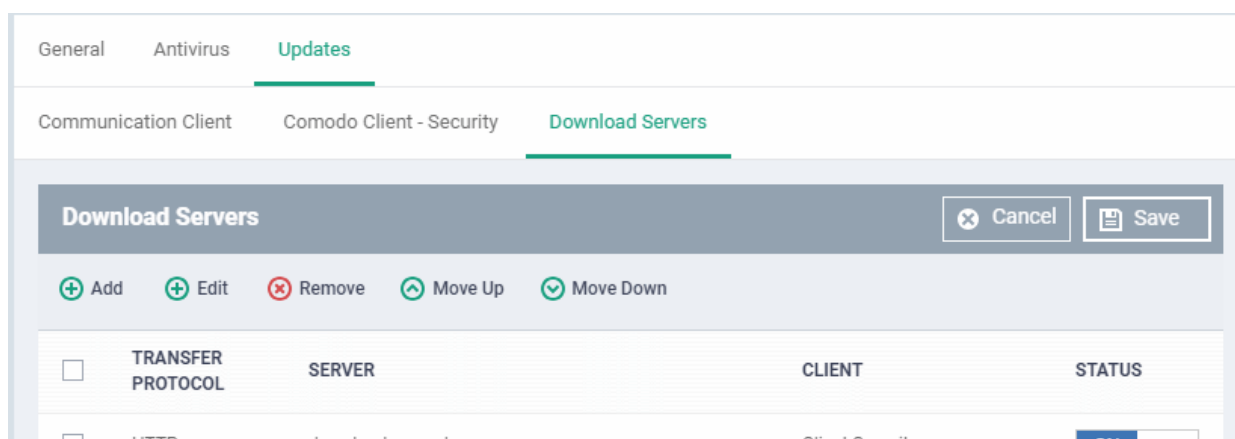 General Antivirus Updates
Communication Client Comodo Client - Security Download Servers
Download Servers Cancel Save
Add Edit Remove Move Up Move Down
TRANSFER PROTOCOL SERVER CLIENT STATUS